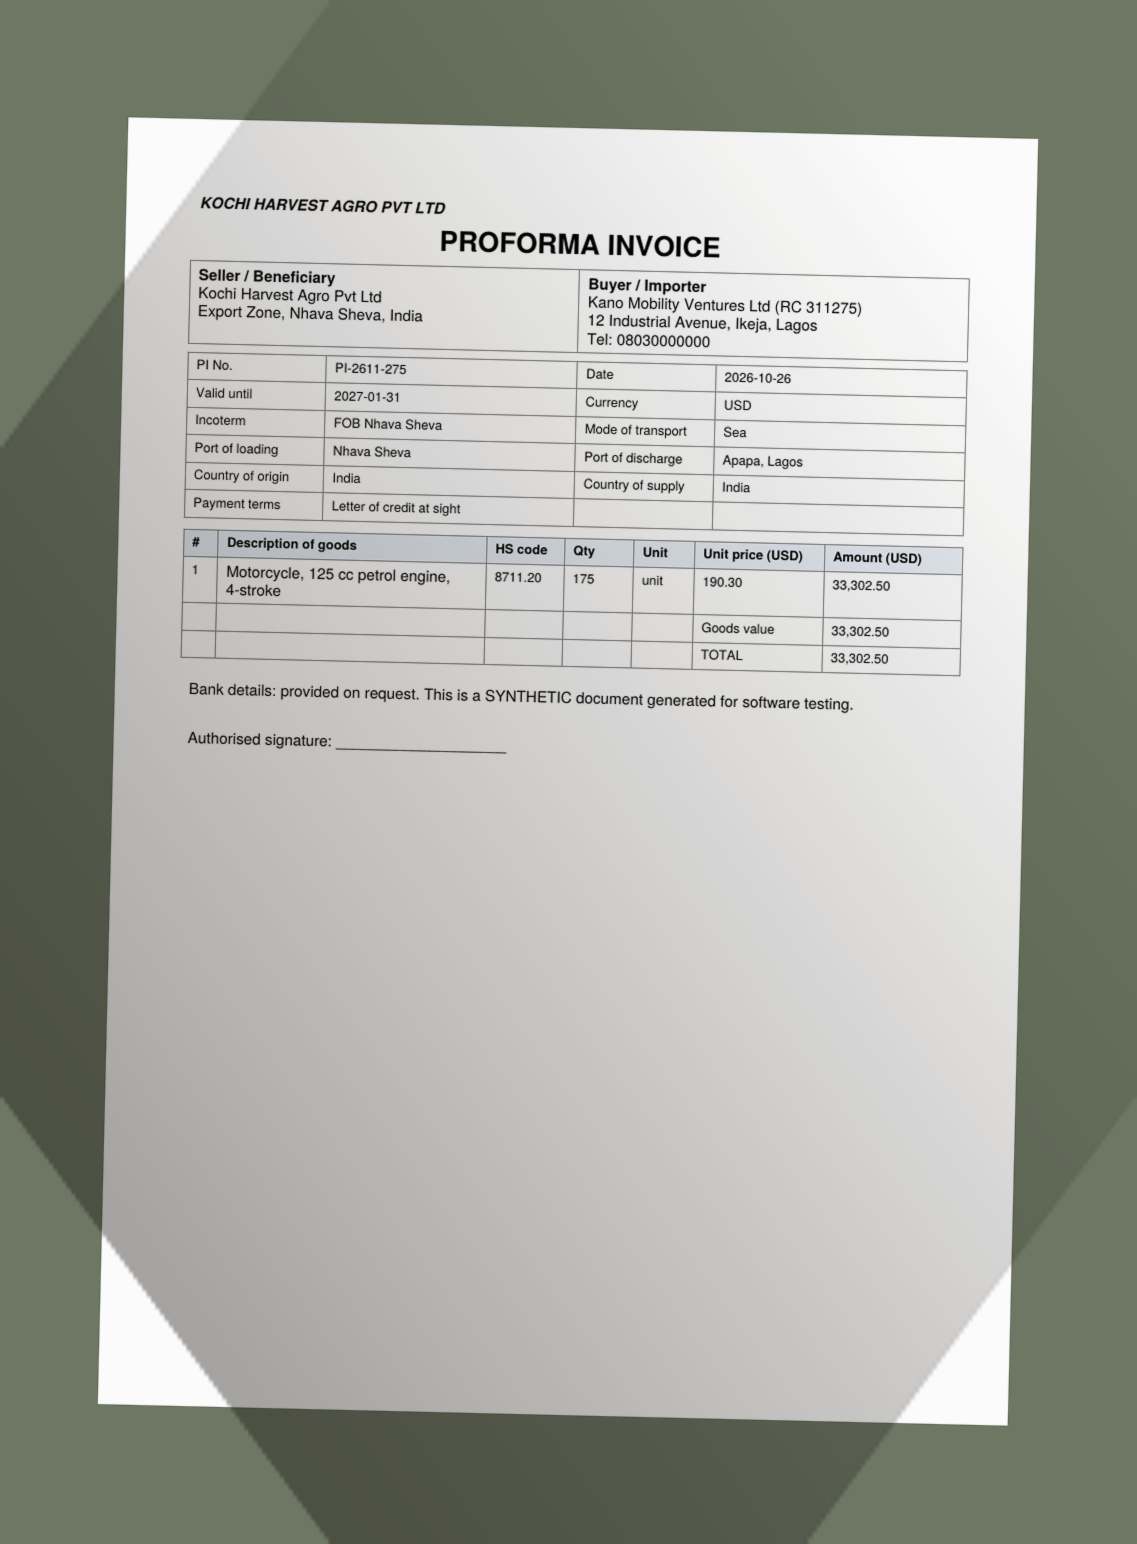 KOCHI HARVEST AGRO PVT LTD
PROFORMA INVOICE
Seller / Beneficiary
Kochi Harvest Agro Pvt Ltd
Export Zone, Nhava Sheva, India
Buyer / Importer
Kano Mobility Ventures Ltd (RC 311275)
12 Industrial Avenue, Ikeja, Lagos
Tel: 08030000000
PI No. PI-2611-275 Date 2026-10-26
Valid until 2027-01-31 Currency USD
Incoterm FOB Nhava Sheva Mode of transport Sea
Port of loading Nhava Sheva Port of discharge Apapa, Lagos
Country of origin India Country of supply India
Payment terms Letter of credit at sight
# Description of goods HS code Qty Unit Unit price (USD) Amount (USD)
1 Motorcycle, 125 cc petrol engine, 8711.20 175 unit 190.30 33,302.50
4-stroke
Goods value 33,302.50
TOTAL 33,302.50
Bank details: provided on request. This is a SYNTHETIC document generated for software testing.
Authorised signature: ____________________